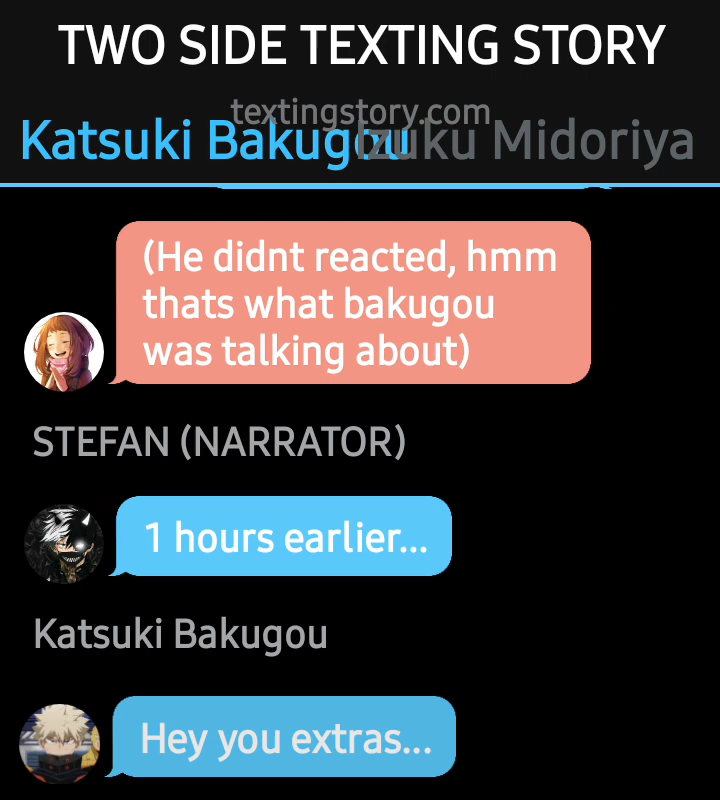 TWO SIDE TEXTING STORY
textingstory.com
Katsuki Bakugou Izuku Midoriya
(He didnt reacted, hmm
thats what bakugou
was talking about)
STEFAN (NARRATOR)
1 hours earlier...
Katsuki Bakugou
Hey you extras...